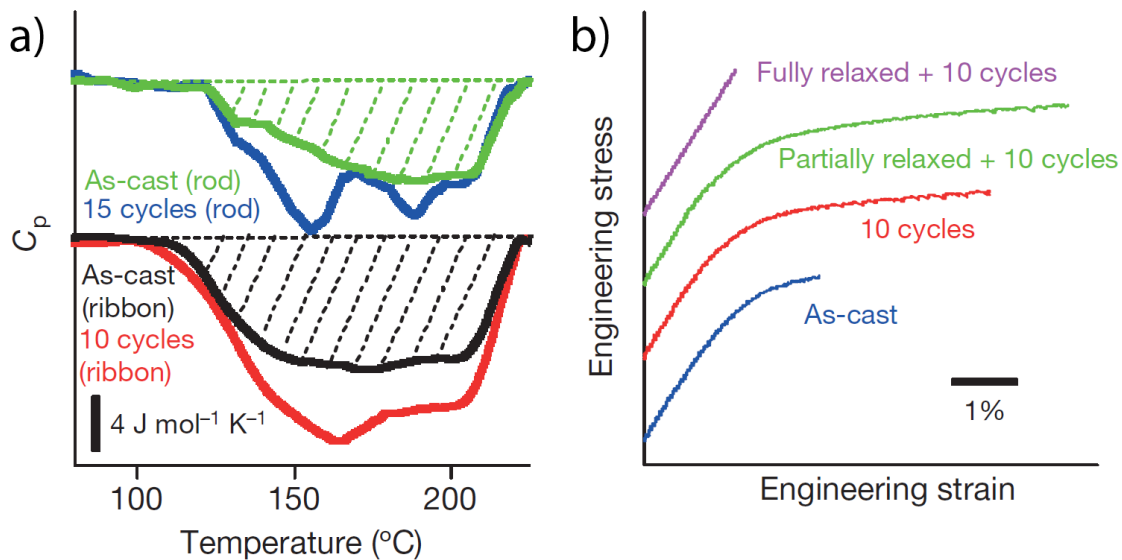 a)
As-cast (rod)
15 cycles (rod)
Cp
As-cast
(ribbon)
10 cycles
(ribbon)
4 J mol⁻¹ K⁻¹
100
150
200
Temperature (°C)
b)
Fully relaxed + 10 cycles
Partially relaxed + 10 cycles
10 cycles
As-cast
1%
Engineering stress
Engineering strain